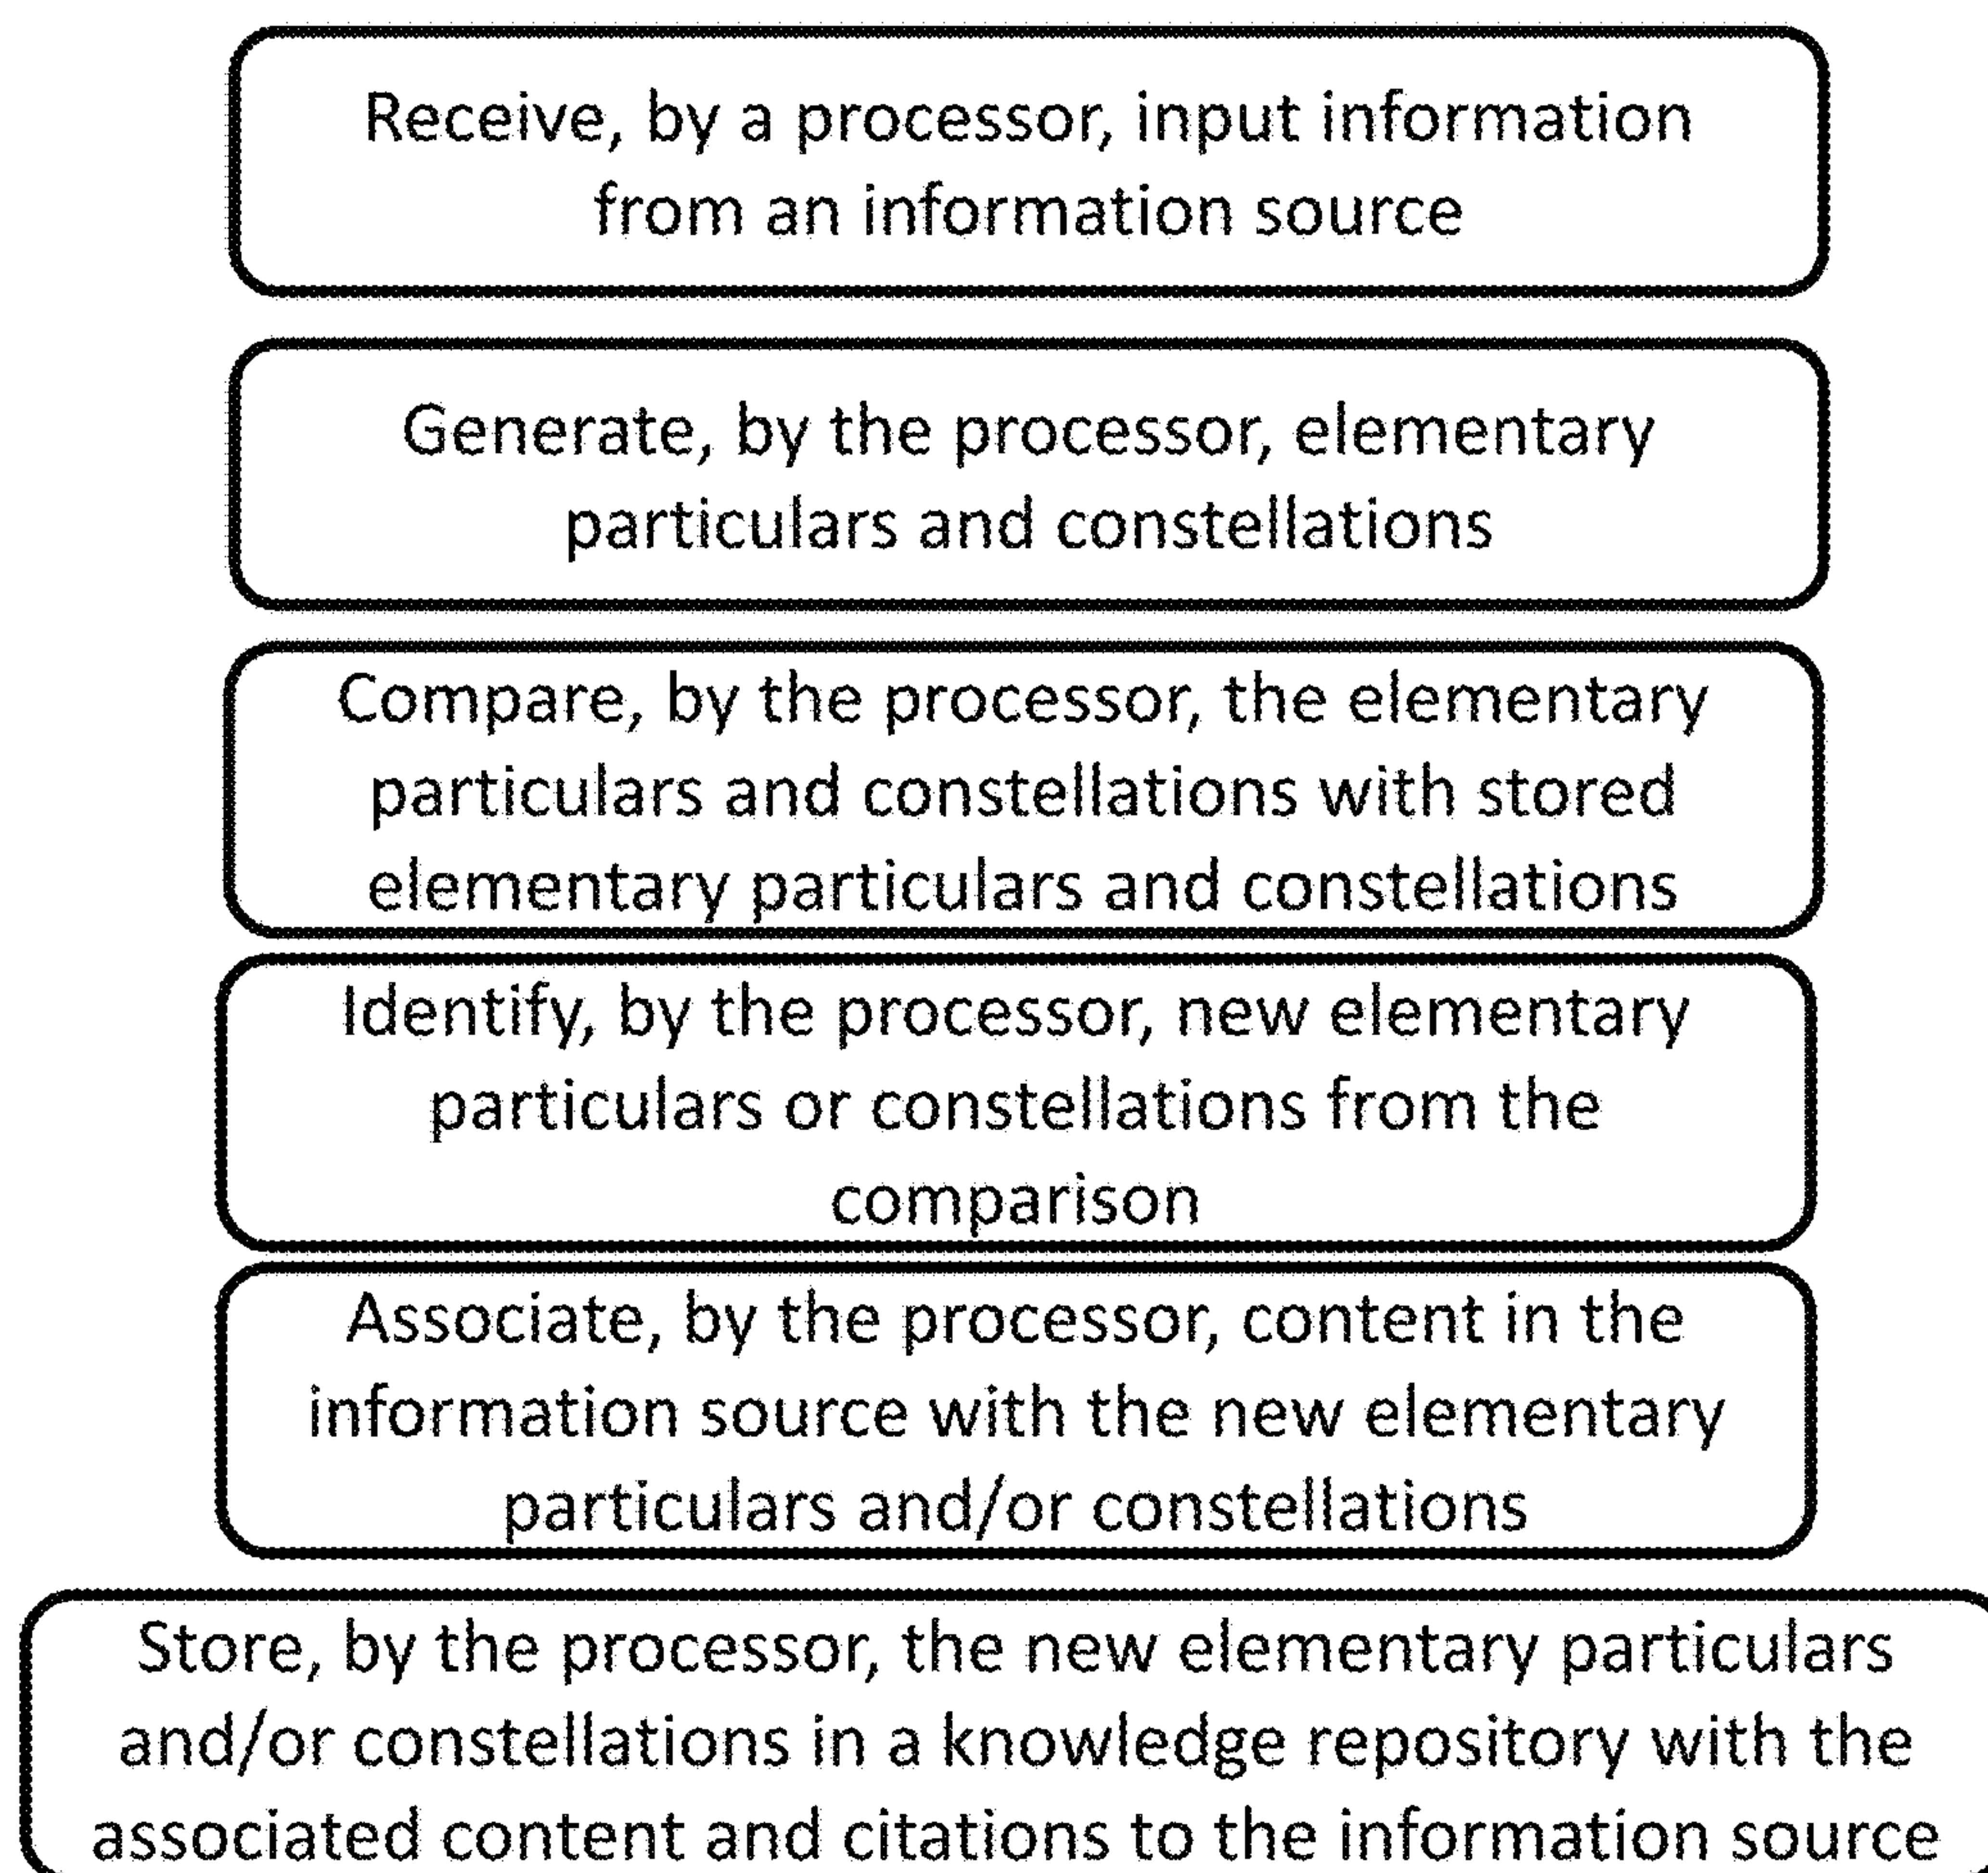 Receive, by a processor, input information
from an information source
Generate, by the processor, elementary
particulars and constellations
Compare, by the processor, the elementary
particulars and constellations with stored
elementary particulars and constellations
Identify, by the processor, new elementary
particulars or constellations from the
comparison
Associate, by the processor, content in the
information source with the new elementary
particulars and/or constellations
Store, by the processor, the new elementary particulars
and/or constellations in a knowledge repository with the
associated content and citations to the information source